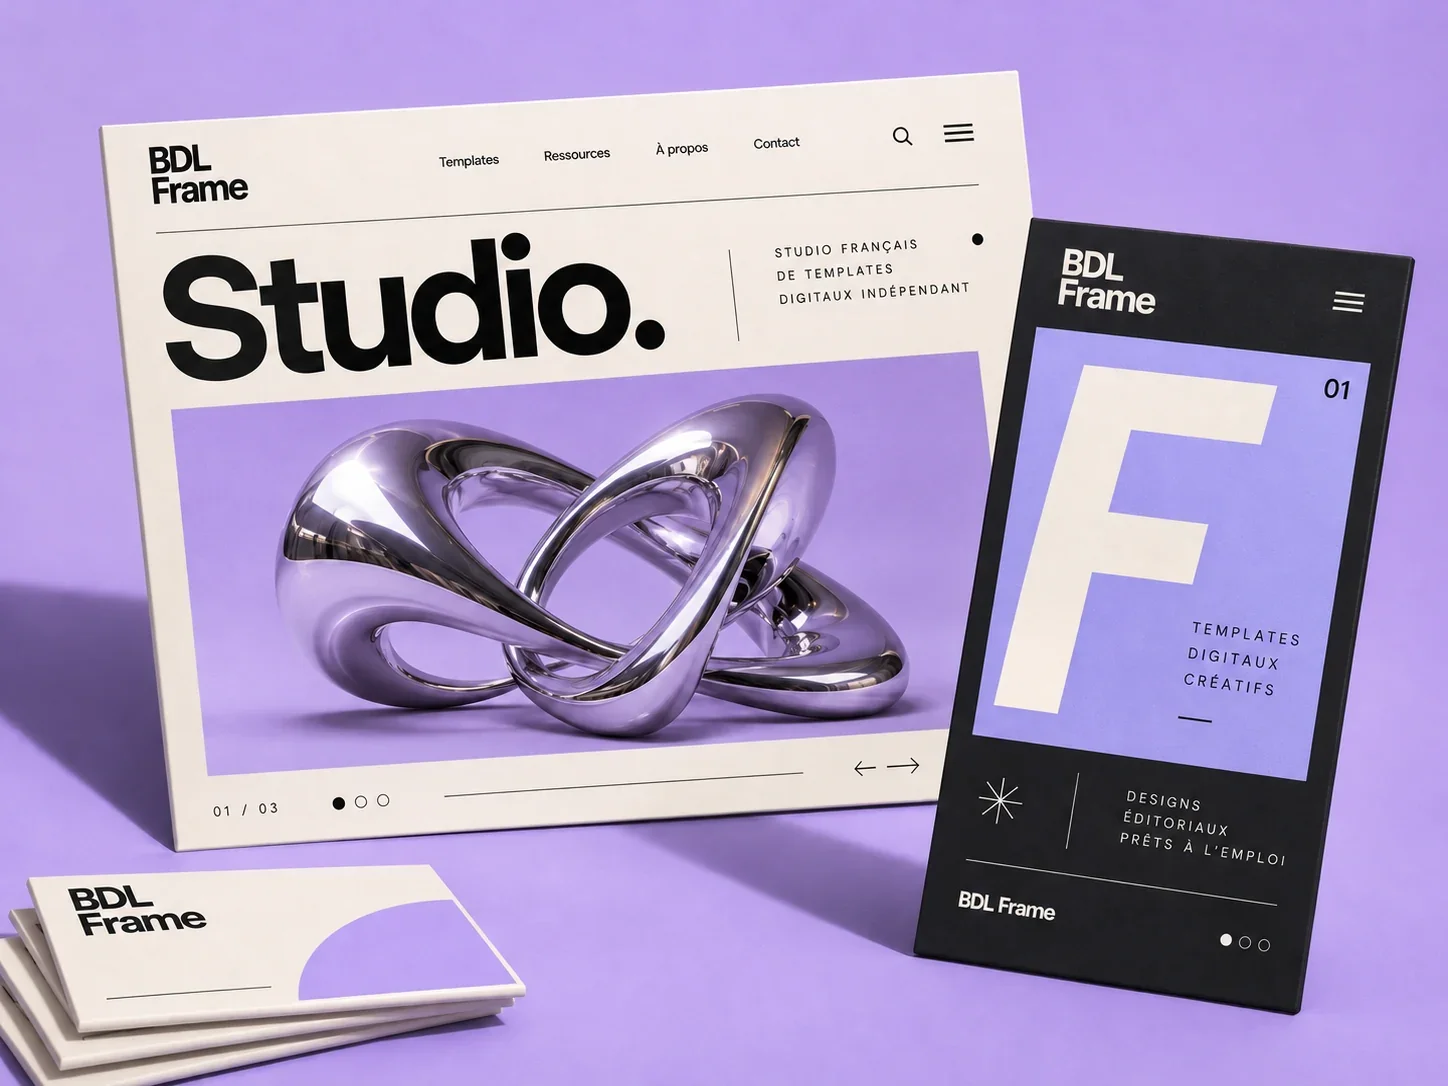 BDL
Frame
Templates
Ressources
À propos
Contact
Studio.
STUDIO FRANÇAIS
DE TEMPLATES
DIGITAUX INDÉPENDANT
01 / 03
BDL
Frame
F
01
TEMPLATES
DIGITAUX
CRÉATIFS
DESIGNS
ÉDITORIAUX
PRÊTS À L'EMPLOI
BDL Frame
BDL
Frame